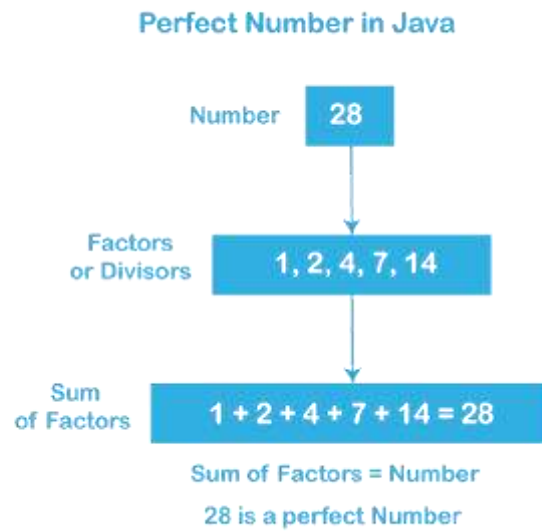 Perfect Number in Java
Number
28
Factors
or Divisors
1, 2, 4, 7, 14
Sum
of Factors
1 + 2 + 4 + 7 + 14 = 28
Sum of Factors = Number
28 is a perfect Number